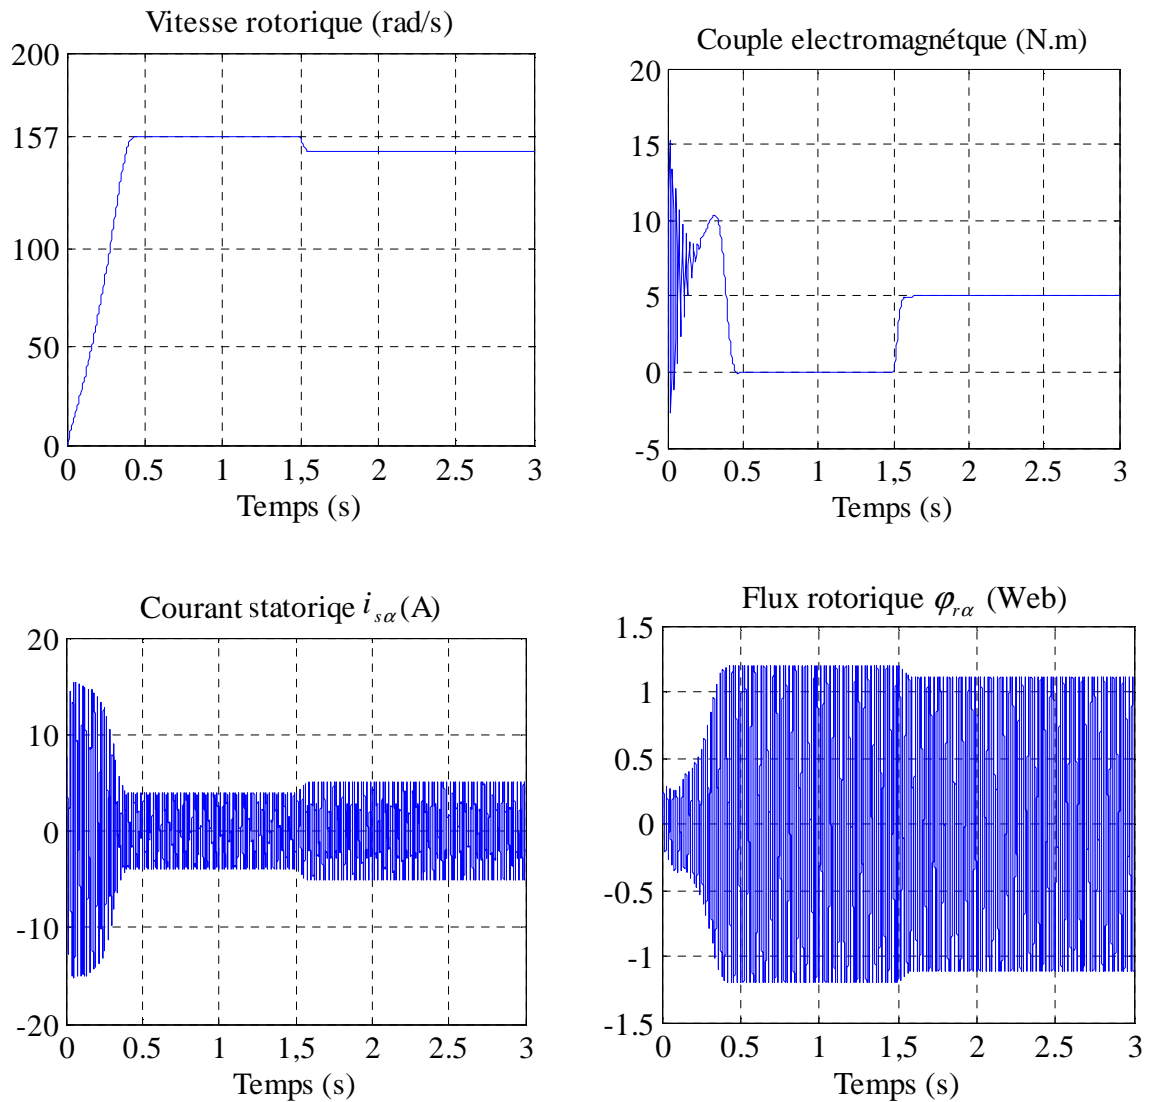 Vitesse rotorique (rad/s)
200
157
100
50
0
0 0.5 1 1,5 2 2.5 3
Temps (s)
Couple electromagnétque (N.m)
20
15
10
5
0
-5
0 0.5 1 1,5 2 2.5 3
Temps (s)
Courant statoriqe i sα (A)
20
10
0
-10
-20
0 0.5 1 1,5 2 2.5 3
Temps (s)
Flux rotorique φrα (Web)
1.5
1
0.5
0
-0.5
-1
-1.5
0 0.5 1 1,5 2 2.5 3
Temps (s)